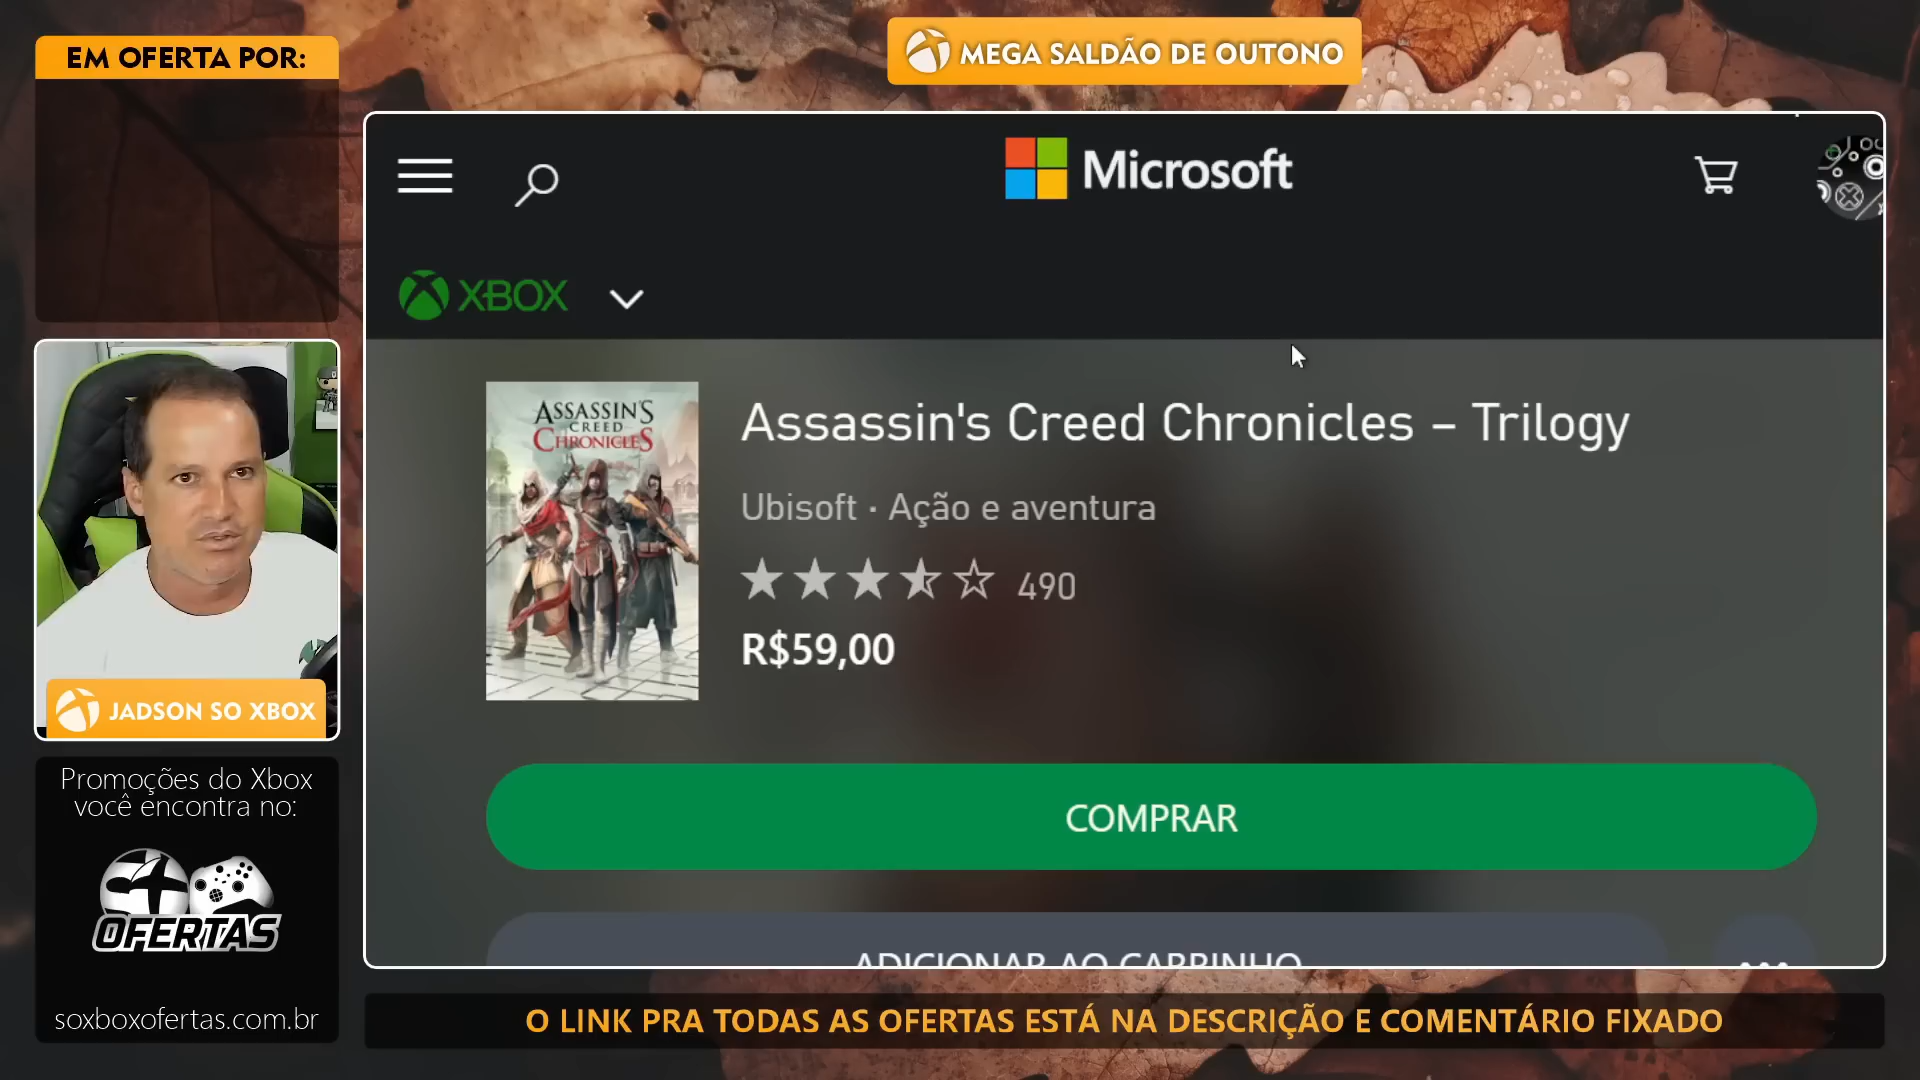 EM OFERTA POR:
MEGA SALDÃO DE OUTONO
Microsoft
XBOX
ASSASSIN'S
CREED
CHRONICLES
Assassin's Creed Chronicles – Trilogy
Ubisoft · Ação e aventura
490
R$59,00
COMPRAR
ADICIONAR AO CARRINHO
JADSON SO XBOX
Promoções do Xbox
você encontra no:
OFERTAS
soxboxofertas.com.br
O LINK PRA TODAS AS OFERTAS ESTÁ NA DESCRIÇÃO E COMENTÁRIO FIXADO